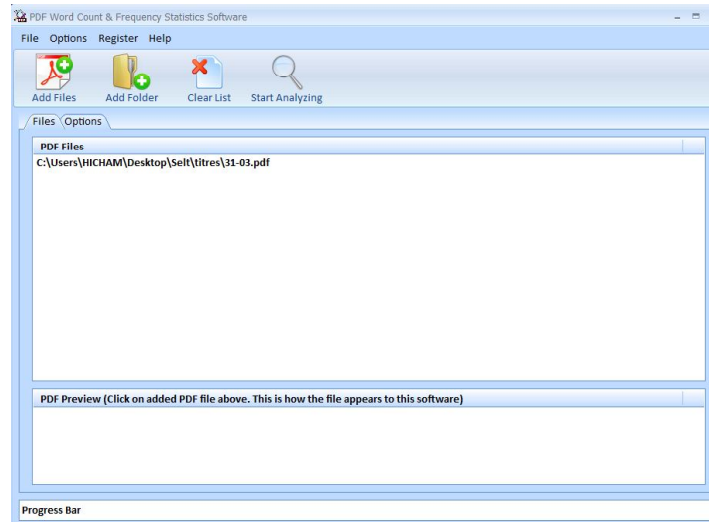 PDF Word Count & Frequency Statistics Software
File Options Register Help
Add Files Add Folder Clear List Start Analyzing
Files Options
PDF Files
C:\Users\HICHAM\Desktop\Selt\titres\31-03.pdf
PDF Preview (Click on added PDF file above. This is how the file appears to this software)
Progress Bar